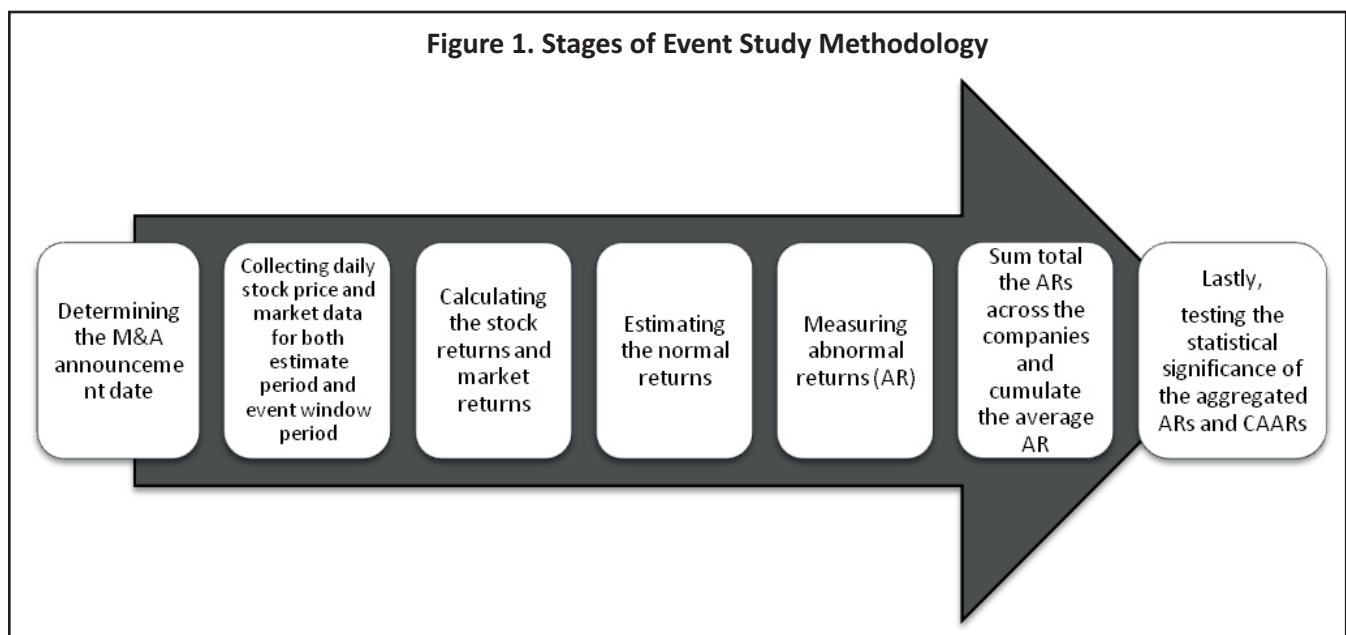 Figure 1. Stages of Event Study Methodology
Determining
the M&A
announceme
nt date
Collecting daily
stock price and
market data
for both
estimate
period and
event window
period
Calculating
the stock
returns and
market
returns
Estimating
the normal
returns
Measuring
abnormal
returns (AR)
Sum total
the ARs
across the
companies
and
cumulate
the average
AR
Lastly,
testing the
statistical
significance of
the aggregated
ARs and CAARs